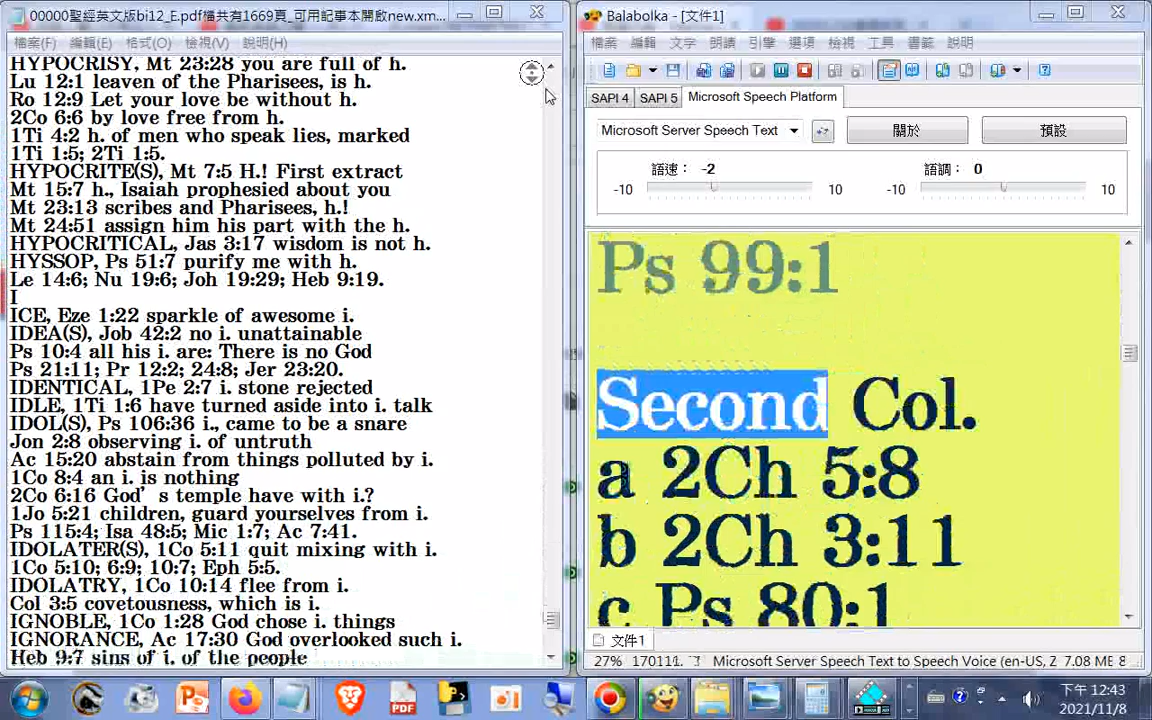 00000聖經英文版bi12_E.pdf檔共有1669頁_可用記事本開啟new.xm...
檔案(F) 編輯(E) 格式(O) 檢視(V) 說明(H)
HYPOCRISY, Mt 23:28 you are full of h.
Lu 12:1 leaven of the Pharisees, is h.
Ro 12:9 Let your love be without h.
2Co 6:6 by love free from h.
1Ti 4:2 h. of men who speak lies, marked
1Ti 1:5; 2Ti 1:5.
HYPOCRITE(S), Mt 7:5 H.! First extract
Mt 15:7 h., Isaiah prophesied about you
Mt 23:13 scribes and Pharisees, h.!
Mt 24:51 assign him his part with the h.
HYPOCRITICAL, Jas 3:17 wisdom is not h.
HYSSOP, Ps 51:7 purify me with h.
Le 14:6; Nu 19:6; Joh 19:29; Heb 9:19.
I
ICE, Eze 1:22 sparkle of awesome i.
IDEA(S), Job 42:2 no i. unattainable
Ps 10:4 all his i. are: There is no God
Ps 21:11; Pr 12:2; 24:8; Jer 23:20.
IDENTICAL, 1Pe 2:7 i. stone rejected
IDLE, 1Ti 1:6 have turned aside into i. talk
IDOL(S), Ps 106:36 i., came to be a snare
Jon 2:8 observing i. of untruth
Ac 15:20 abstain from things polluted by i.
1Co 8:4 an i. is nothing
2Co 6:16 God's temple have with i.?
1Jo 5:21 children, guard yourselves from i.
Ps 115:4; Isa 48:5; Mic 1:7; Ac 7:41.
IDOLATER(S), 1Co 5:11 quit mixing with i.
1Co 5:10; 6:9; 10:7; Eph 5:5.
IDOLATRY, 1Co 10:14 flee from i.
Col 3:5 covetousness, which is i.
IGNOBLE, 1Co 1:28 God chose i. things
IGNORANCE, Ac 17:30 God overlooked such i.
Heb 9:7 sins of i. of the people
Balabolka - [文件1]
檔案 編輯 文字 朗讀 引擎 選項 檢視 工具 書籤 說明
SAPI 4 SAPI 5 Microsoft Speech Platform
Microsoft Server Speech Text 關於 預設
語速： -2 語調： 0
-10 10 -10 10
Ps 99:1
Second Col.
a 2Ch 5:8
b 2Ch 3:11
c Ps 80:1
文件1
27% 170111. Microsoft Server Speech Text to Speech Voice (en-US, Z 7.08 MB 8
PDF
下午 12:43
2021/11/8